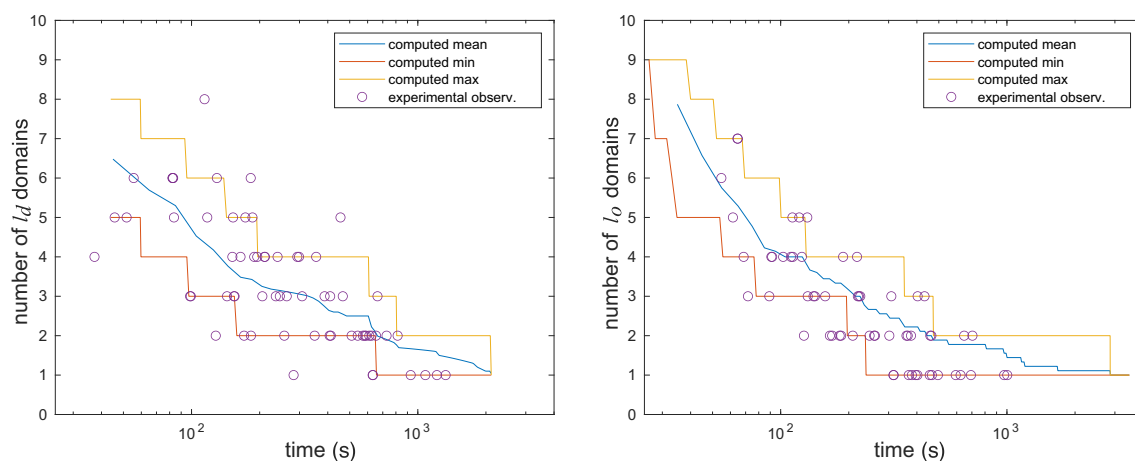 10
9
8
7
6
5
4
3
2
1
0
number of l_d domains
computed mean
computed min
computed max
experimental observ.
10^2
10^3
time (s)
10
9
8
7
6
5
4
3
2
1
0
number of l_o domains
computed mean
computed min
computed max
experimental observ.
10^2
10^3
time (s)